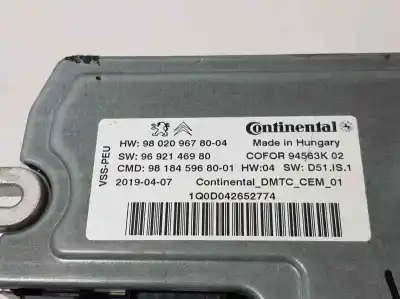 VSS-PEU
Continental
HW: 98 020 967 80-04
Made in Hungary
SW: 96 921 469 80
COFOR 94563K 02
CMD: 98 184 596 80-01
HW:04 SW: D51.IS.1
2019-04-07
Continental_DMTC_CEM_01
1Q0D042652774